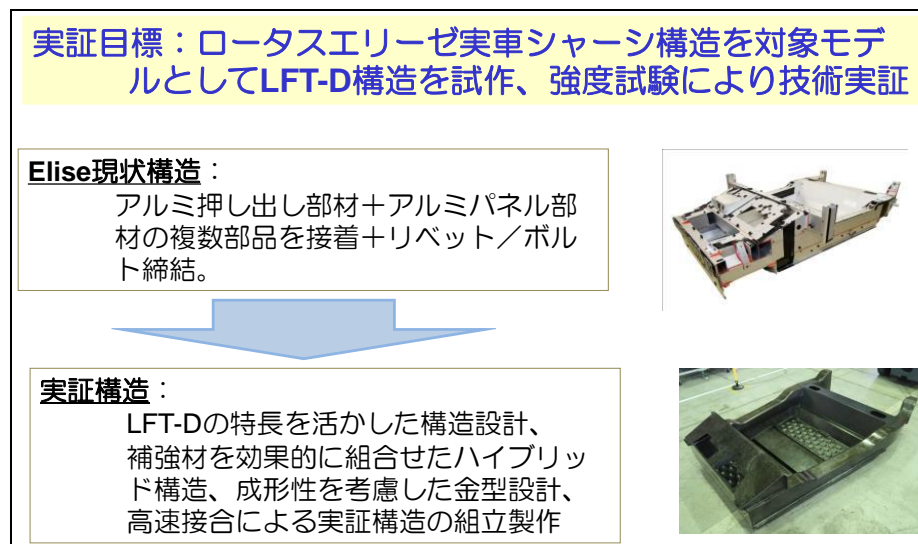 実証目標：ロータスエリーゼ実車シャーシ構造を対象モデ
ルとしてLFT-D構造を試作、強度試験により技術実証
Elise現状構造：
アルミ押し出し部材＋アルミパネル部
材の複数部品を接着＋リベット／ボル
ト締結。
実証構造：
LFT-Dの特長を活かした構造設計、
補強材を効果的に組合せたハイブリッ
ド構造、成形性を考慮した金型設計、
高速接合による実証構造の組立製作